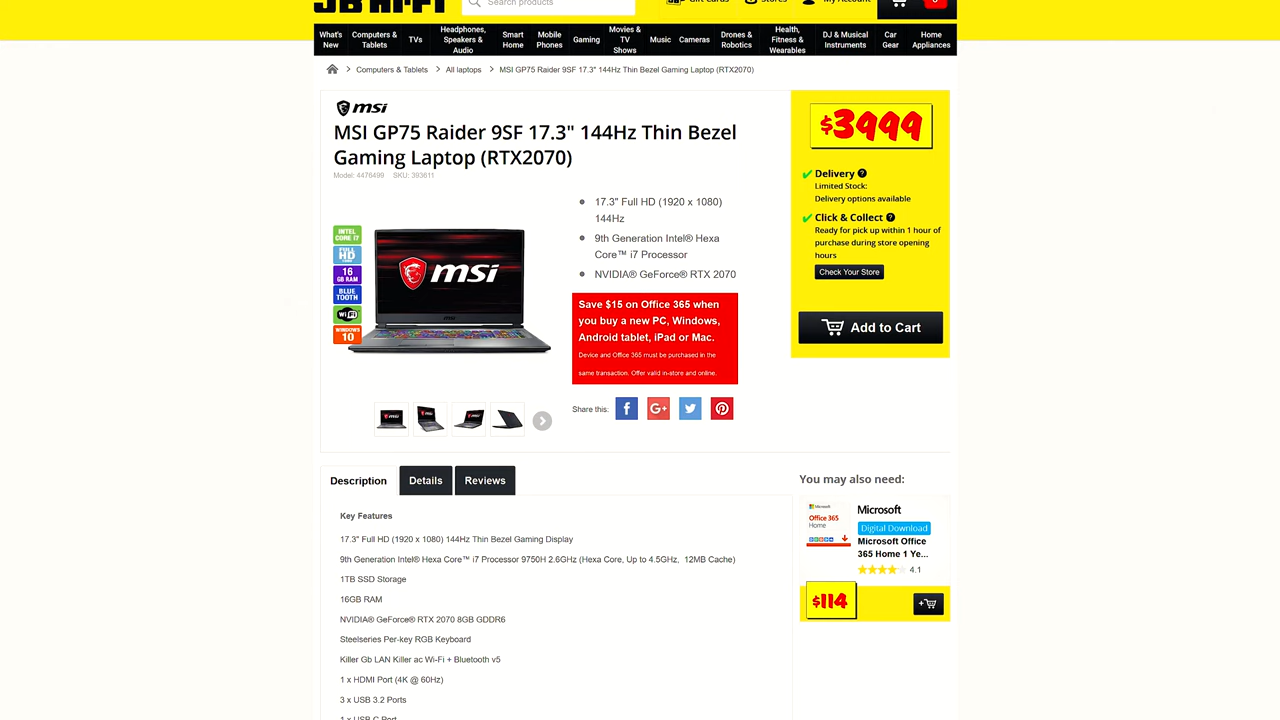 JB HI-FI
Search products
Gift Cards
Stores
My Account
0
What's New
Computers & Tablets
TVs
Headphones, Speakers & Audio
Smart Home
Mobile Phones
Gaming
Movies & TV Shows
Music
Cameras
Drones & Robotics
Health, Fitness & Wearables
DJ & Musical Instruments
Car Gear
Home Appliances
Computers & Tablets > All laptops > MSI GP75 Raider 9SF 17.3" 144Hz Thin Bezel Gaming Laptop (RTX2070)
msi
MSI GP75 Raider 9SF 17.3" 144Hz Thin Bezel
Gaming Laptop (RTX2070)
Model: 4476499 SKU: 393611
INTEL CORE i7
FULL HD
16 GB RAM
BLUE TOOTH
WiFi
WINDOWS 10
msi
17.3" Full HD (1920 x 1080)
144Hz
9th Generation Intel® Hexa
Core™ i7 Processor
NVIDIA® GeForce® RTX 2070
Save $15 on Office 365 when
you buy a new PC, Windows,
Android tablet, iPad or Mac.
Device and Office 365 must be purchased in the
same transaction. Offer valid in-store and online.
Share this:
$3999
Delivery ?
Limited Stock:
Delivery options available
Click & Collect ?
Ready for pick up within 1 hour of
purchase during store opening
hours
Check Your Store
Add to Cart
Description
Details
Reviews
Key Features
17.3" Full HD (1920 x 1080) 144Hz Thin Bezel Gaming Display
9th Generation Intel® Hexa Core™ i7 Processor 9750H 2.6GHz (Hexa Core, Up to 4.5GHz, 12MB Cache)
1TB SSD Storage
16GB RAM
NVIDIA® GeForce® RTX 2070 8GB GDDR6
Steelseries Per-key RGB Keyboard
Killer Gb LAN Killer ac Wi-Fi + Bluetooth v5
1 x HDMI Port (4K @ 60Hz)
3 x USB 3.2 Ports
1 x USB C Port
You may also need:
Microsoft
Office 365
Home
Microsoft
Digital Download
Microsoft Office
365 Home 1 Ye...
4.1
$114